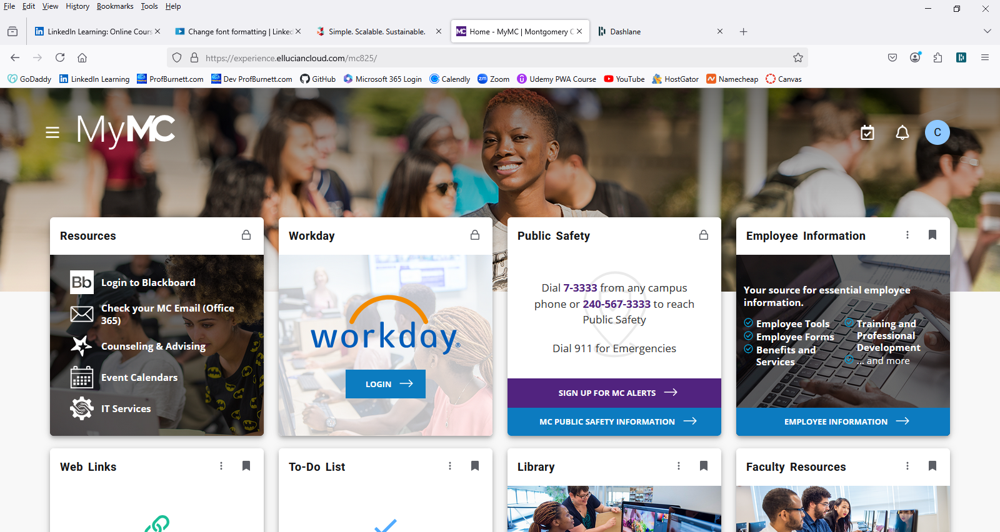 File Edit View History Bookmarks Tools Help
LinkedIn Learning: Online Cours
Change font formatting | Linked
Simple. Scalable. Sustainable.
MC Home - MyMC | Montgomery C
Dashlane
https://experience.elluciancloud.com/mc825/
GoDaddy
LinkedIn Learning
ProfBurnett.com
Dev ProfBurnett.com
GitHub
Microsoft 365 Login
Calendly
Zoom
Udemy PWA Course
YouTube
HostGator
Namecheap
Canvas
MyMC
C
Resources
Bb Login to Blackboard
Check your MC Email (Office
365)
Counseling & Advising
Event Calendars
IT Services
Workday
workday®
LOGIN
Public Safety
Dial 7-3333 from any campus
phone or 240-567-3333 to reach
Public Safety
Dial 911 for Emergencies
SIGN UP FOR MC ALERTS
MC PUBLIC SAFETY INFORMATION
Employee Information
Your source for essential employee
information.
Employee Tools
Employee Forms
Benefits and
Services
Training and
Professional
Development
... and more
EMPLOYEE INFORMATION
Web Links
To-Do List
Library
Faculty Resources